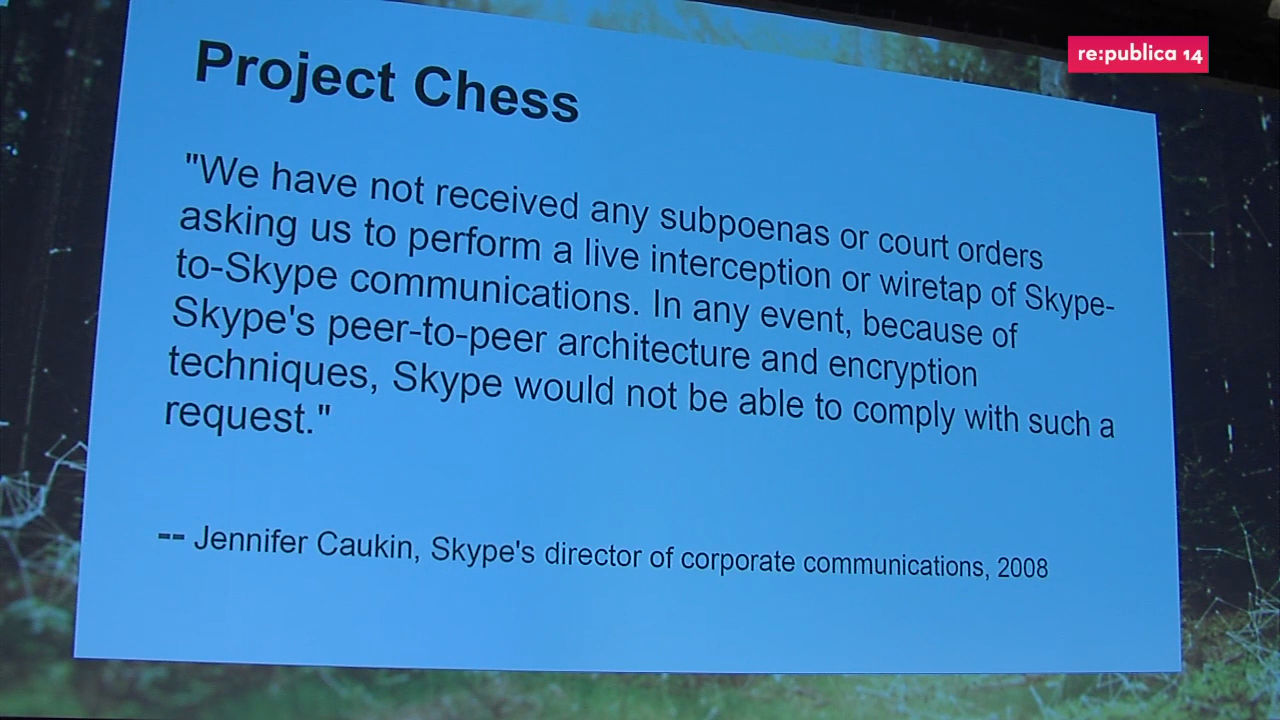 re:publica 14
Project Chess
"We have not received any subpoenas or court orders
asking us to perform a live interception or wiretap of Skype-
to-Skype communications. In any event, because of
Skype's peer-to-peer architecture and encryption
techniques, Skype would not be able to comply with such a
request."
-- Jennifer Caukin, Skype's director of corporate communications, 2008